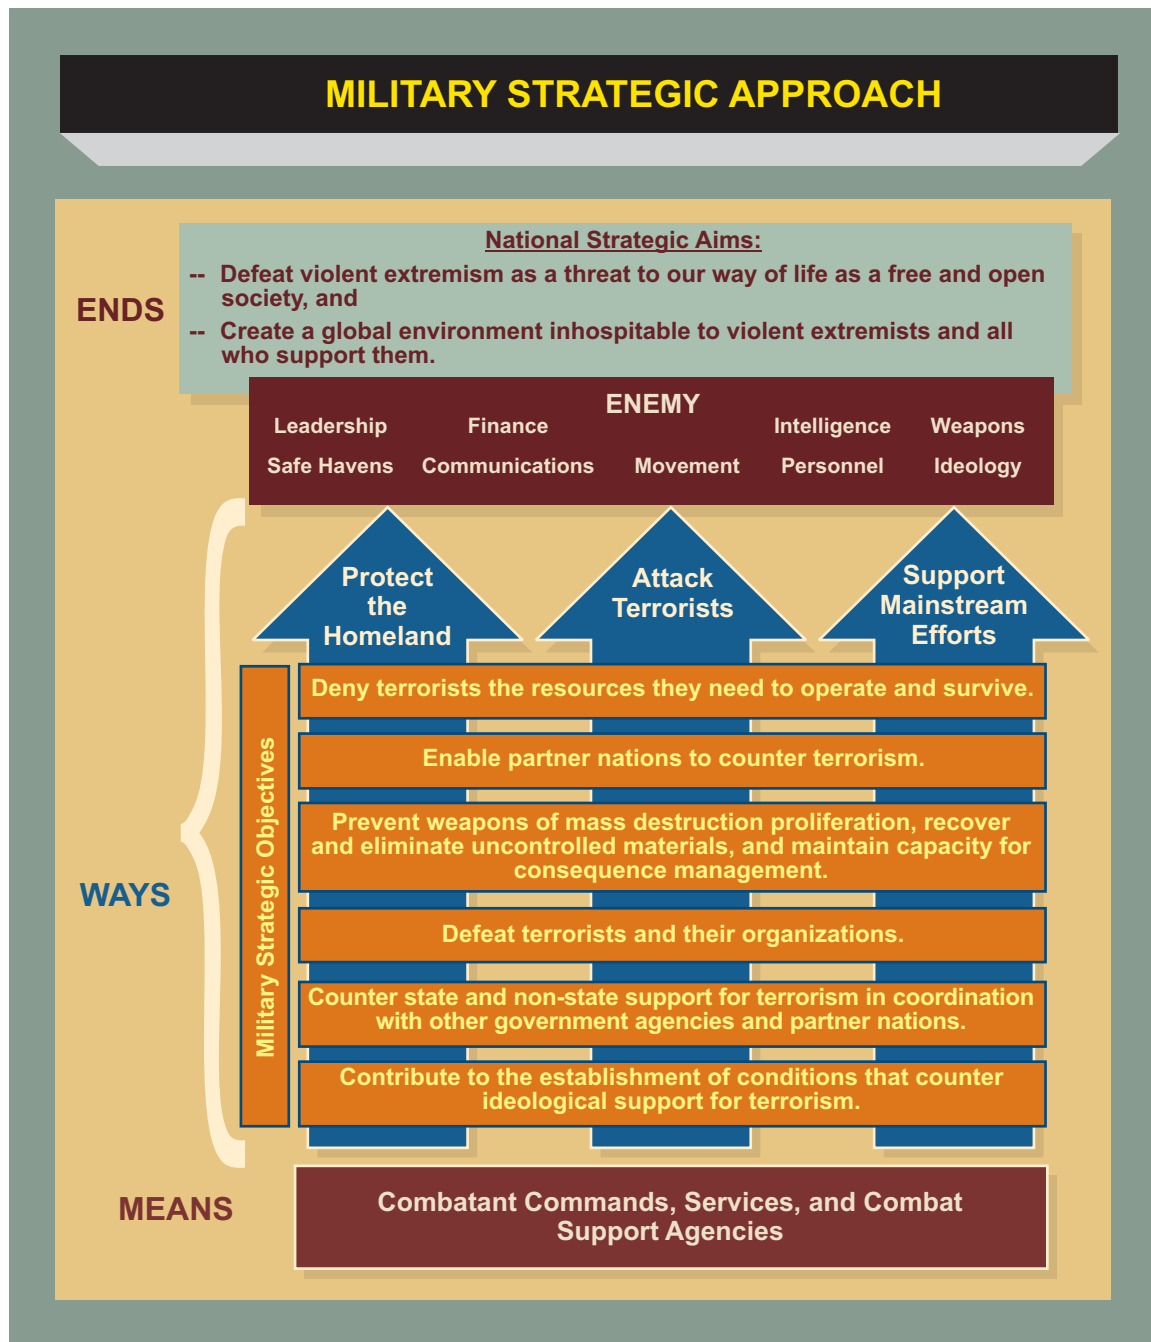 MILITARY STRATEGIC APPROACH
ENDS
National Strategic Aims:
-- Defeat violent extremism as a threat to our way of life as a free and open
society, and
-- Create a global environment inhospitable to violent extremists and all
who support them.
ENEMY
Leadership Finance Intelligence Weapons
Safe Havens Communications Movement Personnel Ideology
WAYS
Protect
the
Homeland
Attack
Terrorists
Support
Mainstream
Efforts
Military Strategic Objectives
Deny terrorists the resources they need to operate and survive.
Enable partner nations to counter terrorism.
Prevent weapons of mass destruction proliferation, recover
and eliminate uncontrolled materials, and maintain capacity for
consequence management.
Defeat terrorists and their organizations.
Counter state and non-state support for terrorism in coordination
with other government agencies and partner nations.
Contribute to the establishment of conditions that counter
ideological support for terrorism.
MEANS
Combatant Commands, Services, and Combat
Support Agencies